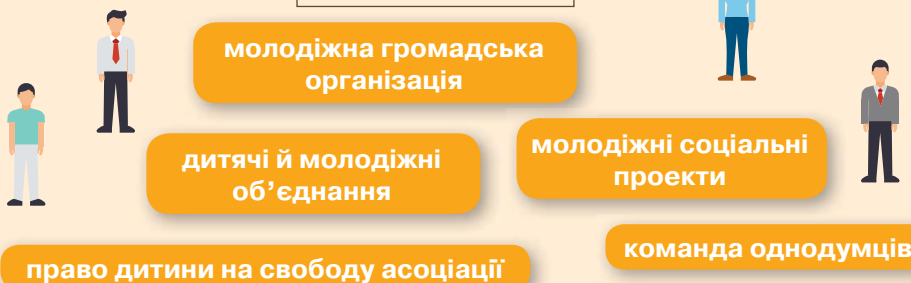 молодіжна громадська
організація
дитячі й молодіжні
об’єднання
молодіжні соціальні
проекти
команда однодумців
право дитини на свободу асоціації